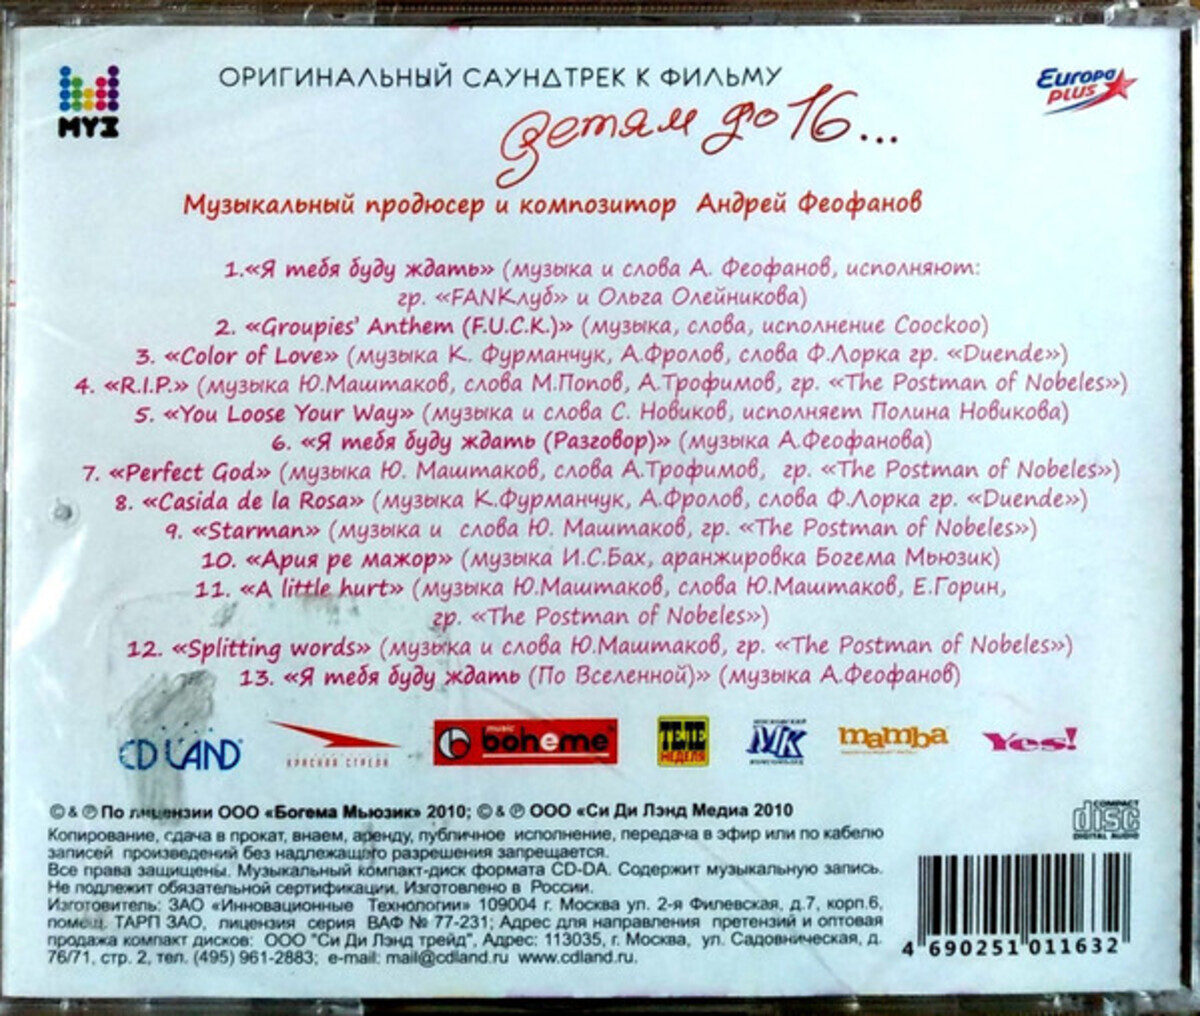 МУЗ
ОРИГИНАЛЬНЫЙ САУНДТРЕК К ФИЛЬМУ
Europa
plus
Детям до 16...
Музыкальный продюсер и композитор Андрей Феофанов
1.«Я тебя буду ждать» (музыка и слова А. Феофанов, исполняют:
гр. «FANКлуб» и Ольга Олейникова)
2. «Groupies' Anthem (F.U.C.K.)» (музыка, слова, исполнение Coockoo)
3. «Color of Love» (музыка К. Фурманчук, А.Фролов, слова Ф.Лорка гр. «Duende»)
4. «R.I.P.» (музыка Ю.Маштаков, слова М.Попов, А.Трофимов, гр. «The Postman of Nobeles»)
5. «You Loose Your Way» (музыка и слова С. Новиков, исполняет Полина Новикова)
6. «Я тебя буду ждать (Разговор)» (музыка А.Феофанова)
7. «Perfect God» (музыка Ю. Маштаков, слова А.Трофимов, гр. «The Postman of Nobeles»)
8. «Casida de la Rosa» (музыка К.Фурманчук, А.Фролов, слова Ф.Лорка гр. «Duende»)
9. «Starman» (музыка и слова Ю. Маштаков, гр. «The Postman of Nobeles»)
10. «Ария ре мажор» (музыка И.С.Бах, аранжировка Богема Мьюзик)
11. «A little hurt» (музыка Ю.Маштаков, слова Ю.Маштаков, Е.Горин,
гр. «The Postman of Nobeles»)
12. «Splitting words» (музыка и слова Ю.Маштаков, гр. «The Postman of Nobeles»)
13. «Я тебя буду ждать (По Вселенной)» (музыка А.Феофанов)
CD LAND
КРАСНАЯ СТРЕЛА
music
boheme
ТЕЛЕ
НЕДЕЛЯ
МОСКОВСКИЙ
МК
КОМСОМОЛЕЦ
mamba
Yes!
© & ℗ По лицензии ООО «Богема Мьюзик» 2010; © & ℗ ООО «Си Ди Лэнд Медиа 2010
Копирование, сдача в прокат, внаем, аренду, публичное исполнение, передача в эфир или по кабелю
записей произведений без надлежащего разрешения запрещается.
Все права защищены. Музыкальный компакт-диск формата CD-DA. Содержит музыкальную запись.
Не подлежит обязательной сертификации. Изготовлено в России.
Изготовитель: ЗАО «Инновационные Технологии» 109004 г. Москва ул. 2-я Филевская, д.7, корп.6,
помещ. ТАРП ЗАО, лицензия серия ВАФ № 77-231; Адрес для направления претензий и оптовая
продажа компакт дисков: ООО "Си Ди Лэнд трейд", Адрес: 113035, г. Москва, ул. Садовническая, д.
76/71, стр. 2, тел. (495) 961-2883; e-mail: mail@cdland.ru www.cdland.ru.
COMPACT
disc
DIGITAL AUDIO
4 690251 011632